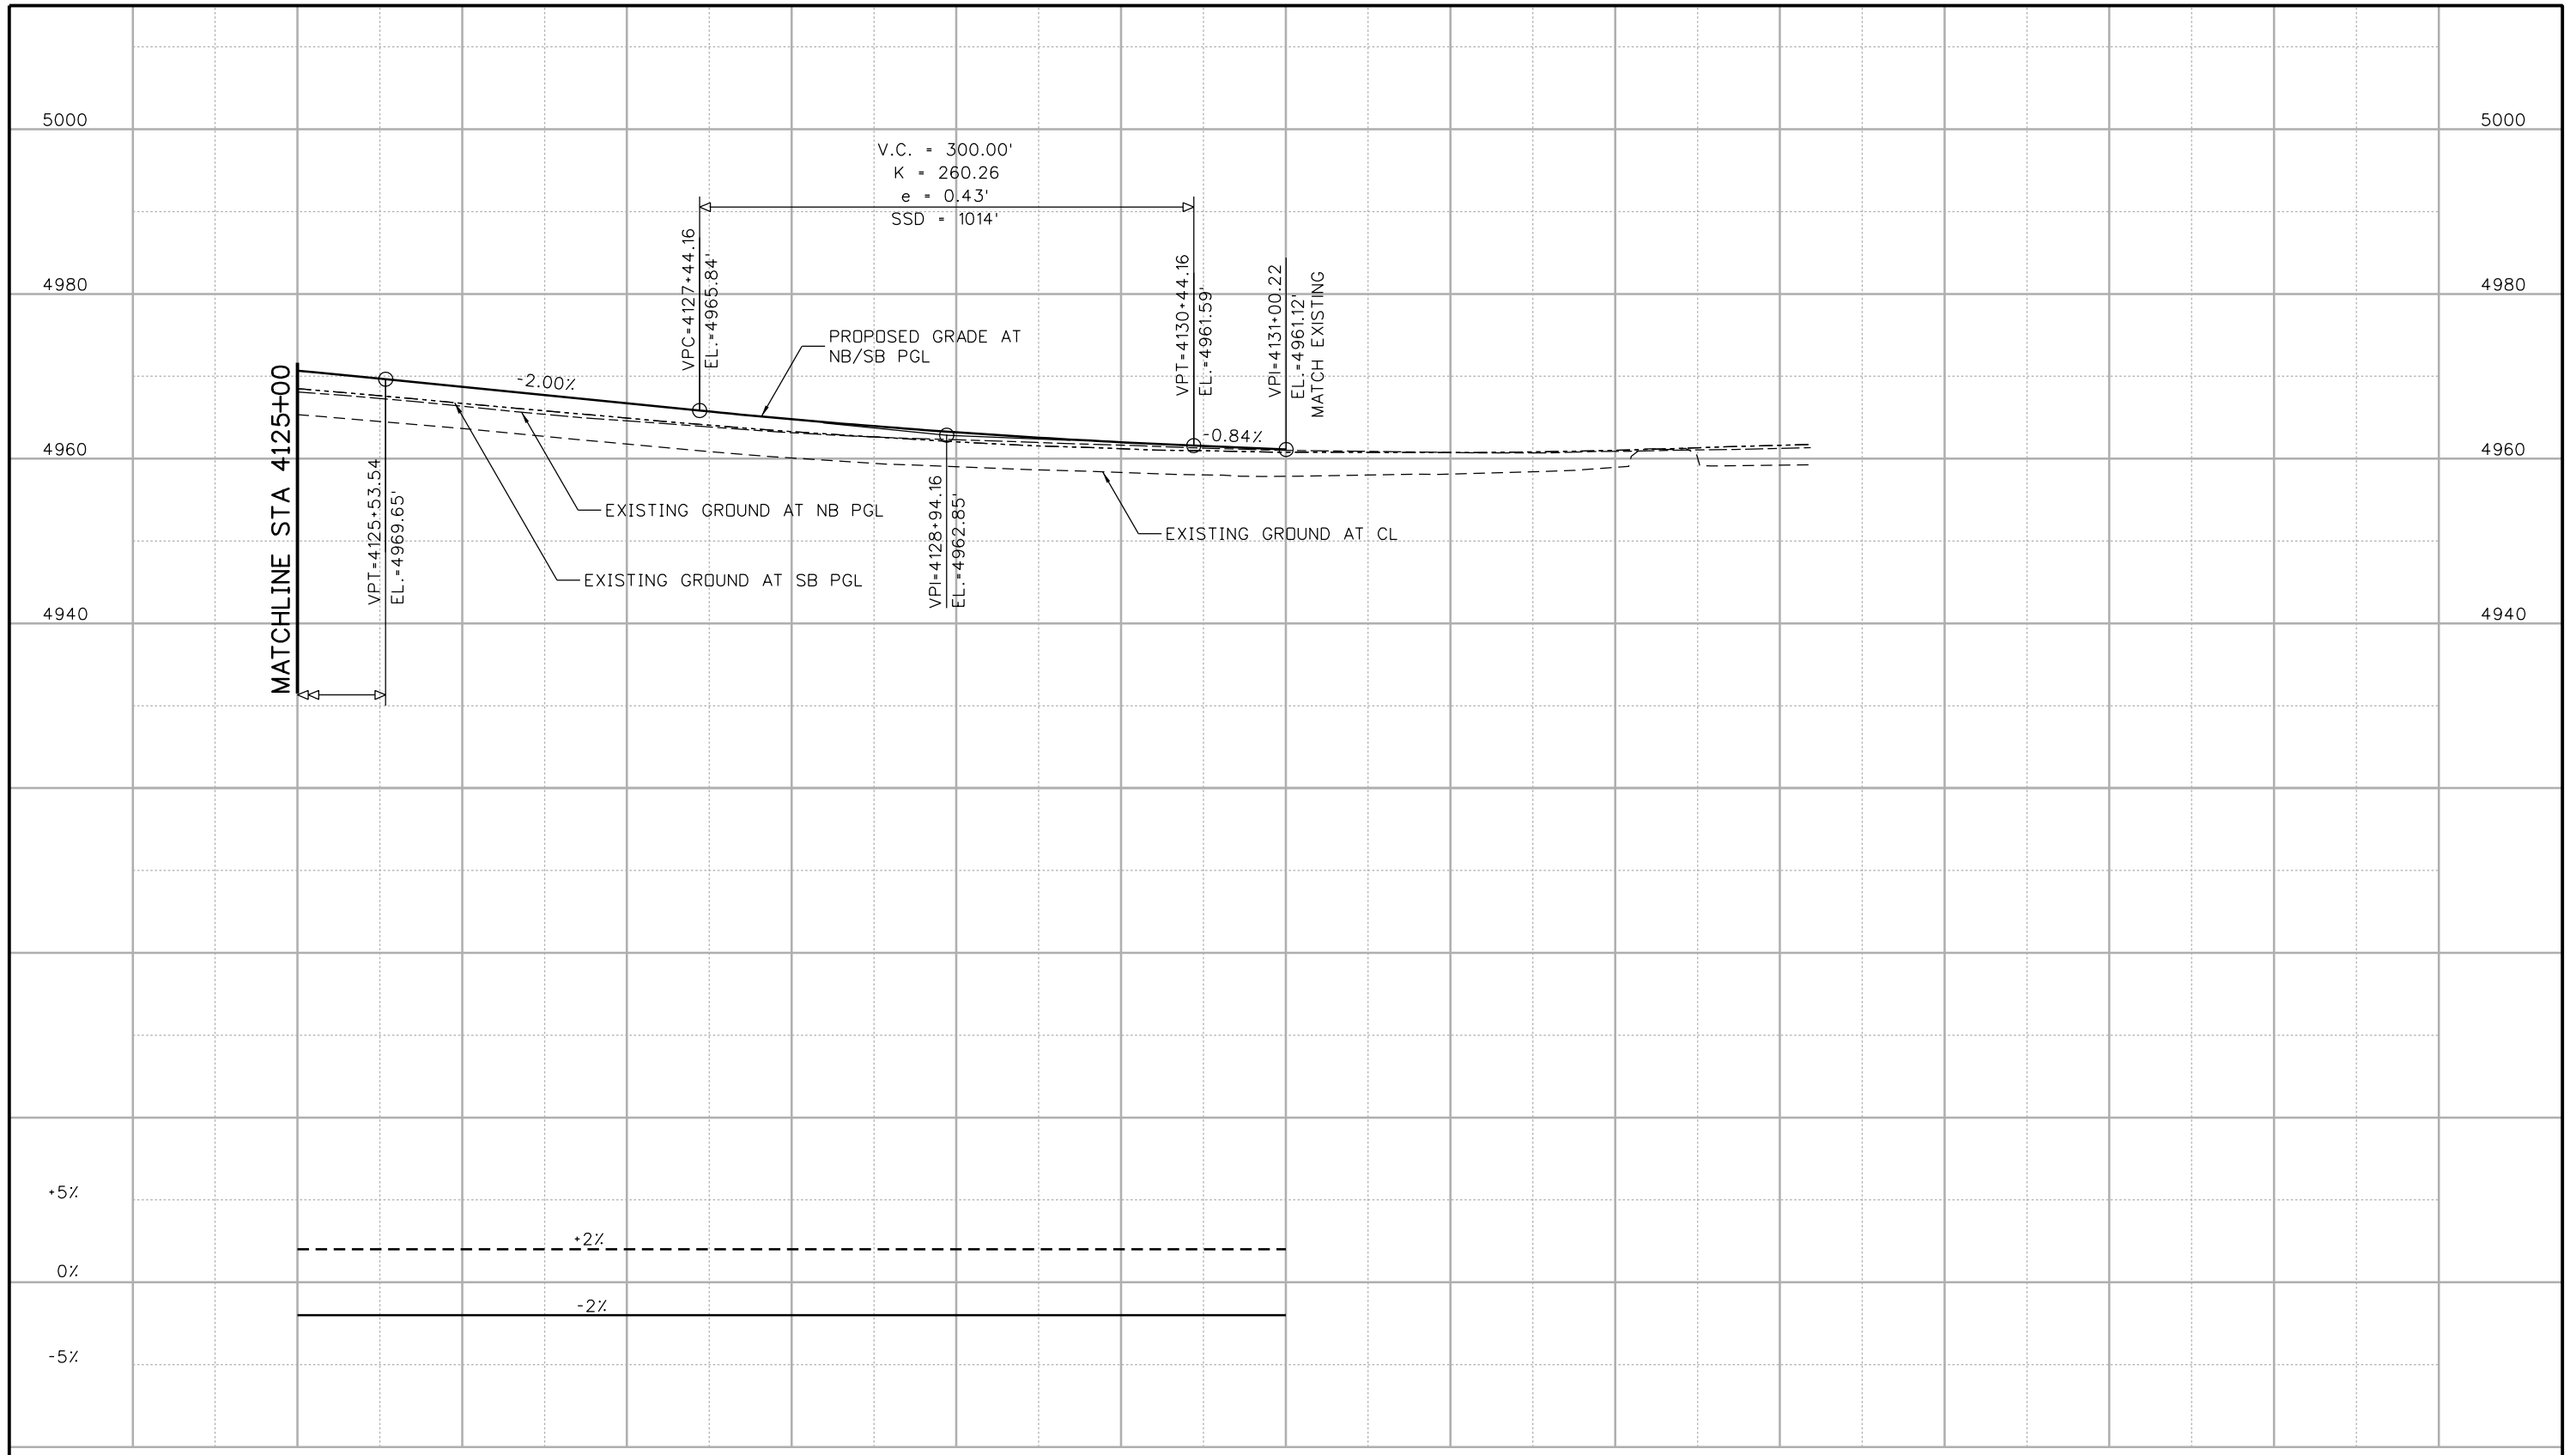 5000
5000
V.C. = 300.00'
K = 260.26
e = 0.43'
SSD = 1014'
4980
4980
VPC=4127+44.16
EL.=4965.84'
VPT=4130+44.16
EL.=4961.59'
VPI=4131+00.22
EL.=4961.12'
MATCH EXISTING
PROPOSED GRADE AT
NB/SB PGL
MATCHLINE STA 4125+00
-2.00%
-0.84%
4960
4960
VPT=4125+53.54
EL.=4969.65'
VPI=4128+94.16
EL.=4962.85'
EXISTING GROUND AT NB PGL
EXISTING GROUND AT CL
EXISTING GROUND AT SB PGL
4940
4940
+5%
+2%
0%
-2%
-5%